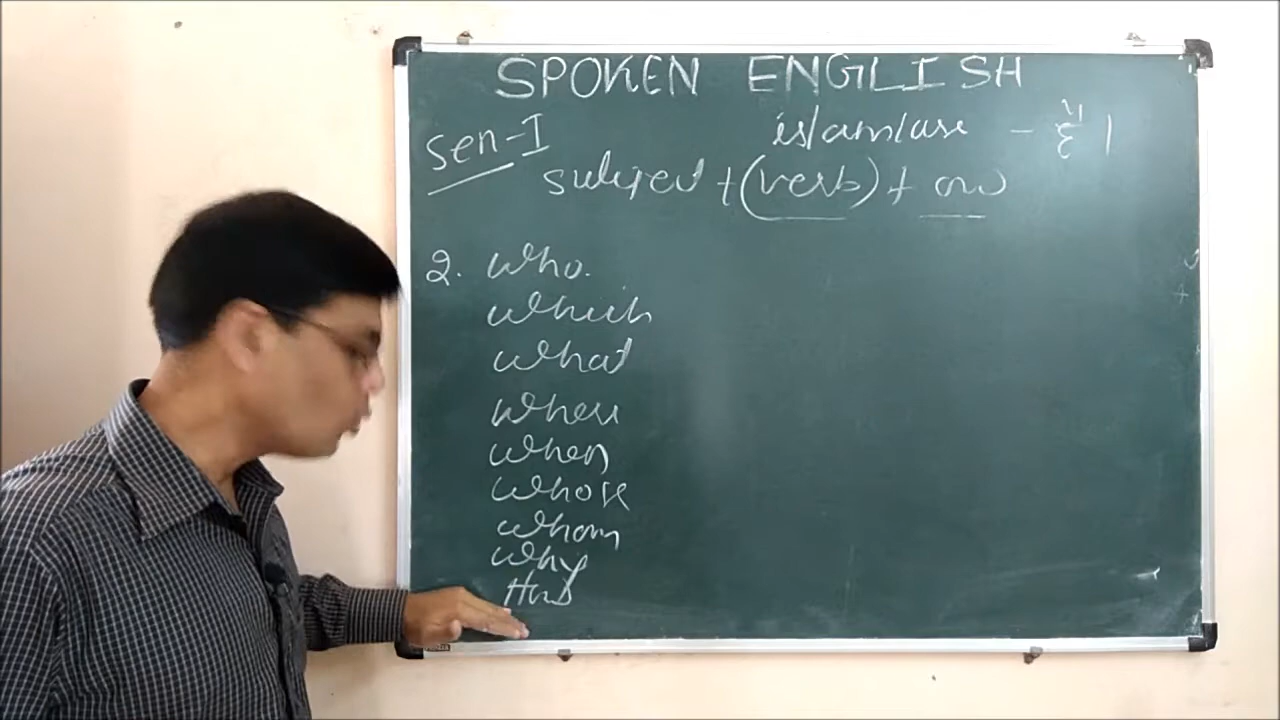 SPOKEN ENGLISH
Sen-I is/am/are - हैं।
subject + (verb) + ow
2. who.
which
what
where
when
whose
whom
why
How